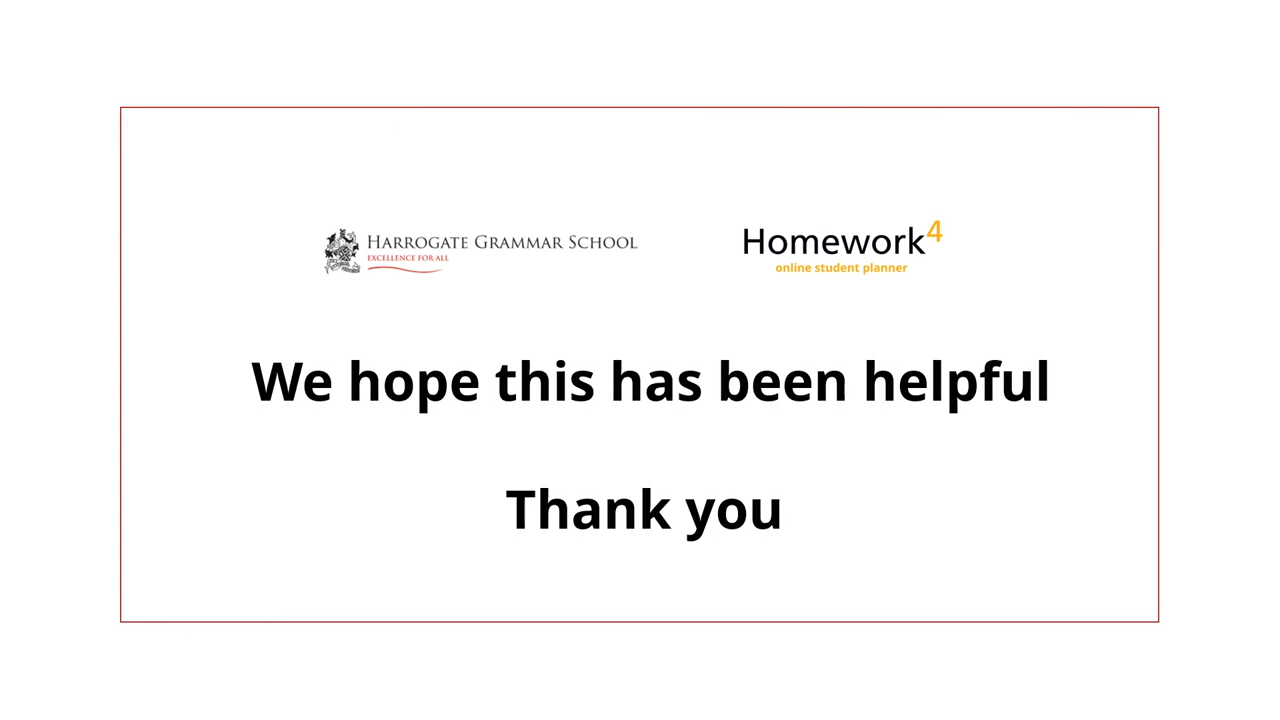 HARROGATE GRAMMAR SCHOOL
EXCELLENCE FOR ALL
Homework4
online student planner
We hope this has been helpful
Thank you